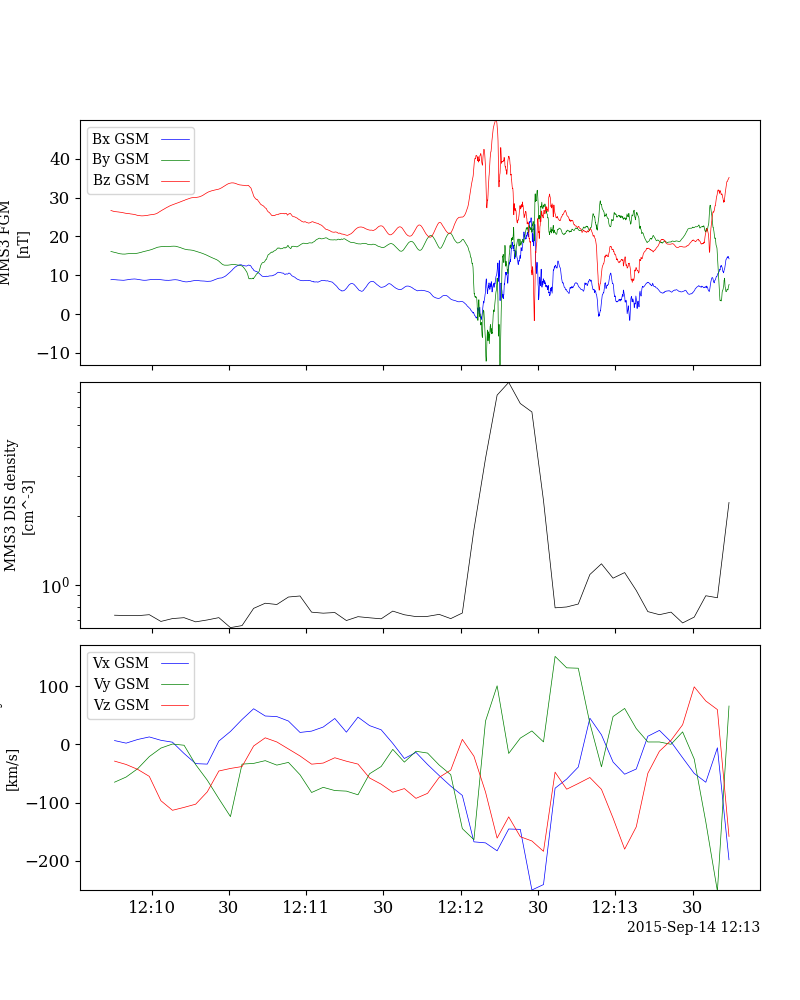 Bx GSM
By GSM
Bz GSM
40
30
20
10
0
−10
MMS3 FGM
[nT]
10⁰
MMS3 DIS density
[cm^-3]
Vx GSM
Vy GSM
Vz GSM
100
0
−100
−200
[km/s]
12:10 30 12:11 30 12:12 30 12:13 30
2015-Sep-14 12:13